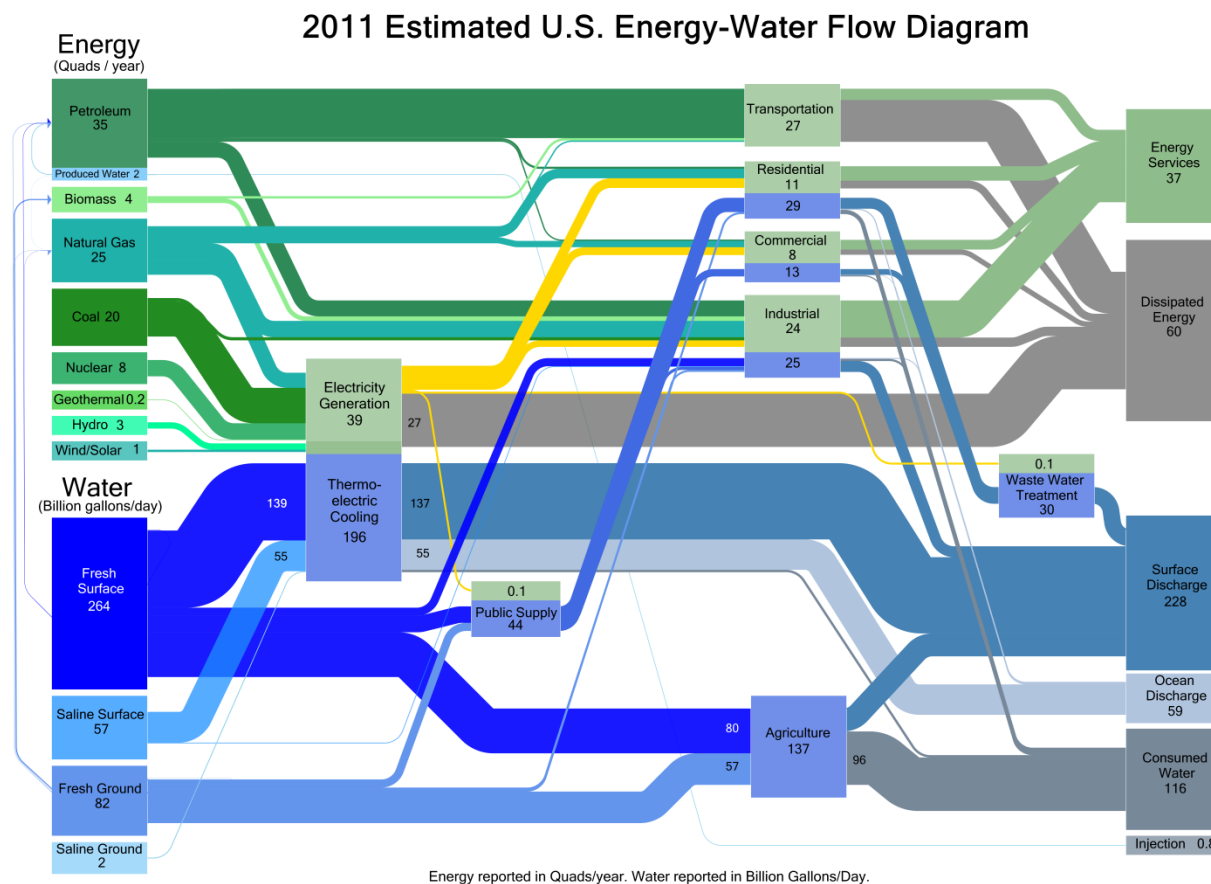 2011 Estimated U.S. Energy-Water Flow Diagram
Energy
(Quads / year)
Petroleum
35
Produced Water 2
Biomass 4
Natural Gas
25
Coal 20
Nuclear 8
Geothermal 0.2
Hydro 3
Wind/Solar 1
Water
(Billion gallons/day)
Fresh
Surface
264
Saline Surface
57
Fresh Ground
82
Saline Ground
2
Electricity
Generation
39
27
Thermo-
electric
Cooling
196
139
55
137
55
0.1
Public Supply
44
Transportation
27
Residential
11
29
Commercial
8
13
Industrial
24
25
Agriculture
137
80
57
96
0.1
Waste Water
Treatment
30
Energy
Services
37
Dissipated
Energy
60
Surface
Discharge
228
Ocean
Discharge
59
Consumed
Water
116
Injection 0.8
Energy reported in Quads/year. Water reported in Billion Gallons/Day.